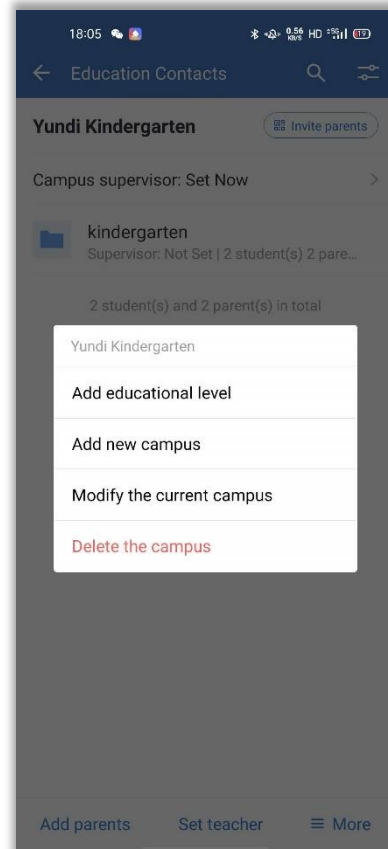 18:05 0.56 KB/S HD 5G 19
Education Contacts
Yundi Kindergarten Invite parents
Campus supervisor: Set Now
kindergarten
Supervisor: Not Set | 2 student(s) 2 pare...
2 student(s) and 2 parent(s) in total
Yundi Kindergarten
Add educational level
Add new campus
Modify the current campus
Delete the campus
Add parents Set teacher More